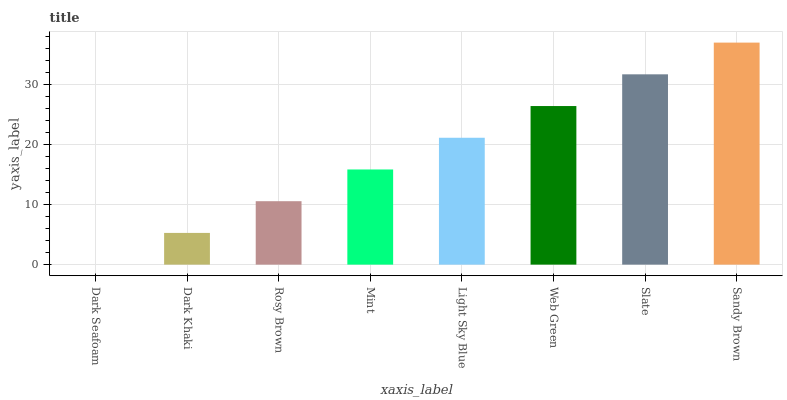 title
yaxis_label
30
20
10
0
Dark Seafoam
Dark Khaki
Rosy Brown
Mint
Light Sky Blue
Web Green
Slate
Sandy Brown
xaxis_label